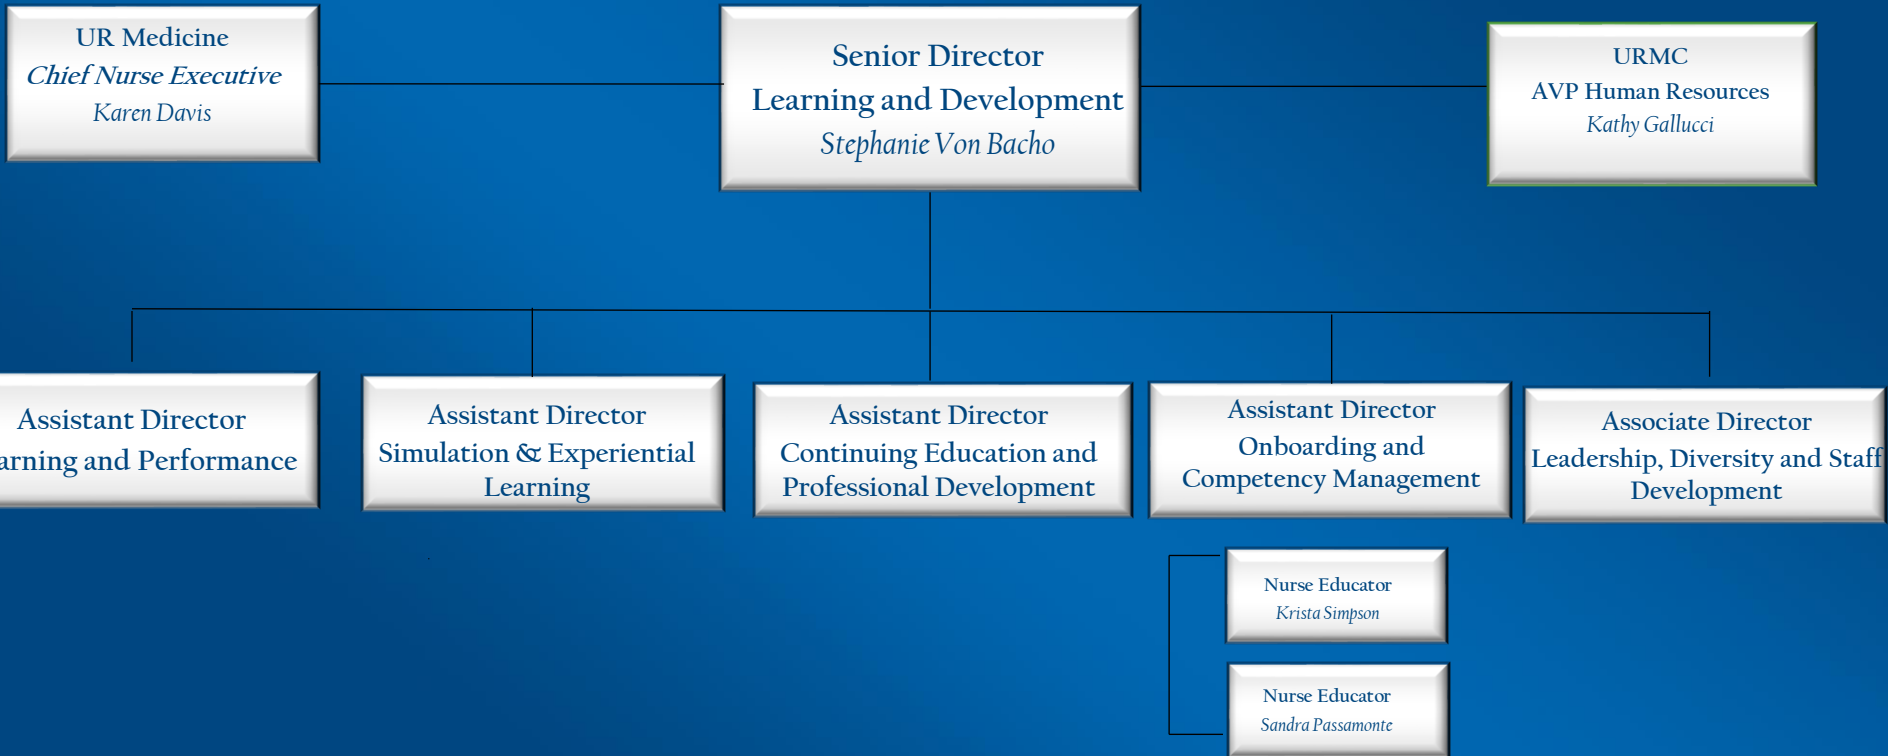 UR Medicine
Chief Nurse Executive
Karen Davis
Senior Director
Learning and Development
Stephanie Von Bacho
URMC
AVP Human Resources
Kathy Gallucci
Assistant Director
arning and Performance
Assistant Director
Simulation & Experiential
Learning
Assistant Director
Continuing Education and
Professional Development
Assistant Director
Onboarding and
Competency Management
Associate Director
Leadership, Diversity and Staff
Development
Nurse Educator
Krista Simpson
Nurse Educator
Sandra Passamonte